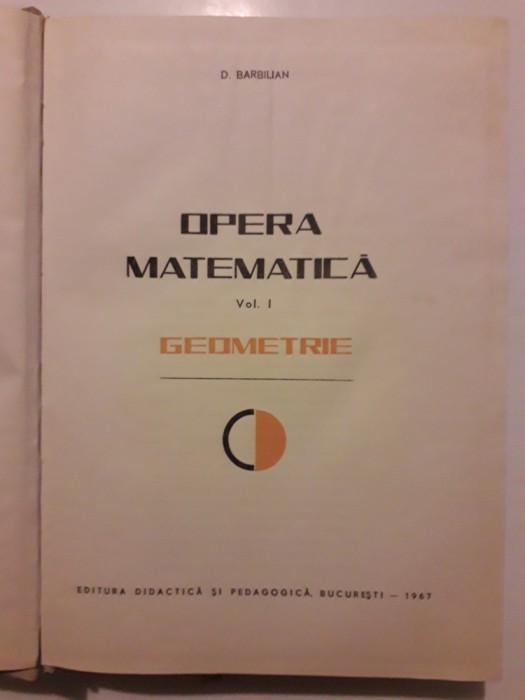 D. BARBILIAN
OPERA
MATEMATICĂ
Vol. I
GEOMETRIE
EDITURA DIDACTICĂ ȘI PEDAGOGICĂ, BUCUREȘTI — 1967